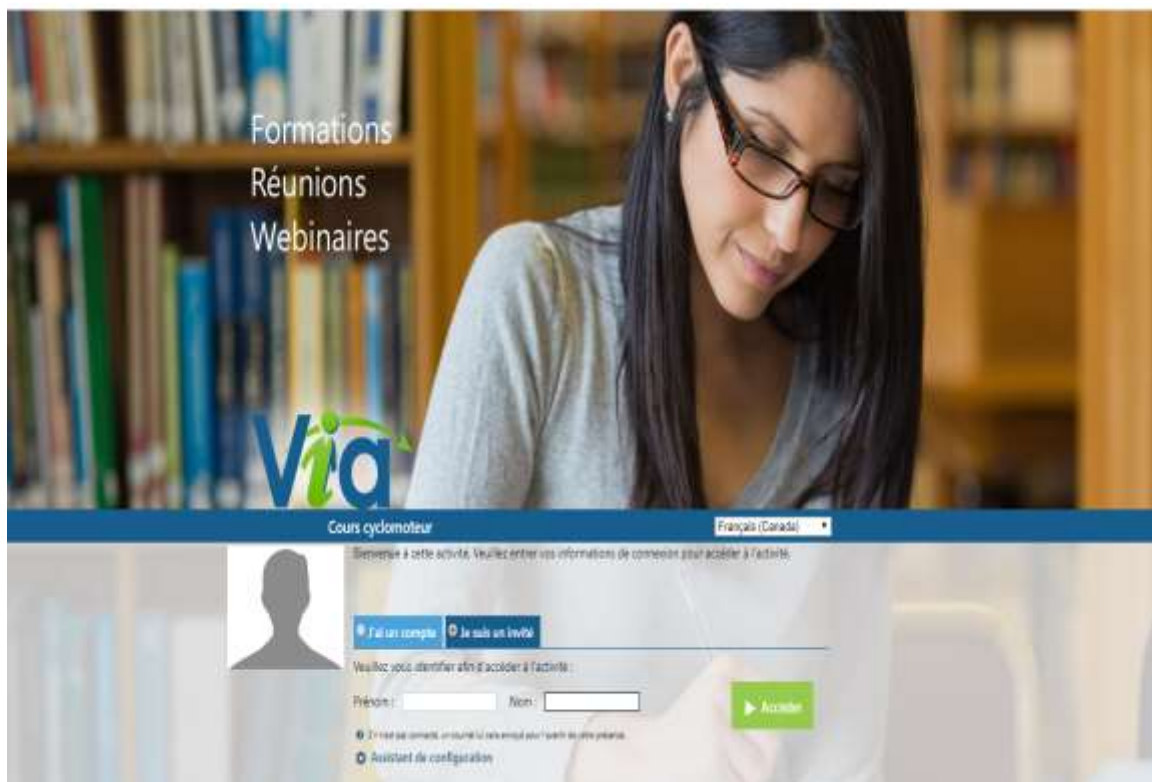 Formations
Réunions
Webinaires
Via
Cours cyclomoteur
Français (Canada)
Bienvenue à cette activité. Veuillez entrer vos informations de connexion pour accéder à l'activité.
J'ai un compte
Je suis un invité
Veuillez vous identifier afin d'accéder à l'activité :
Prénom :
Nom :
Accéder
Assistant de configuration